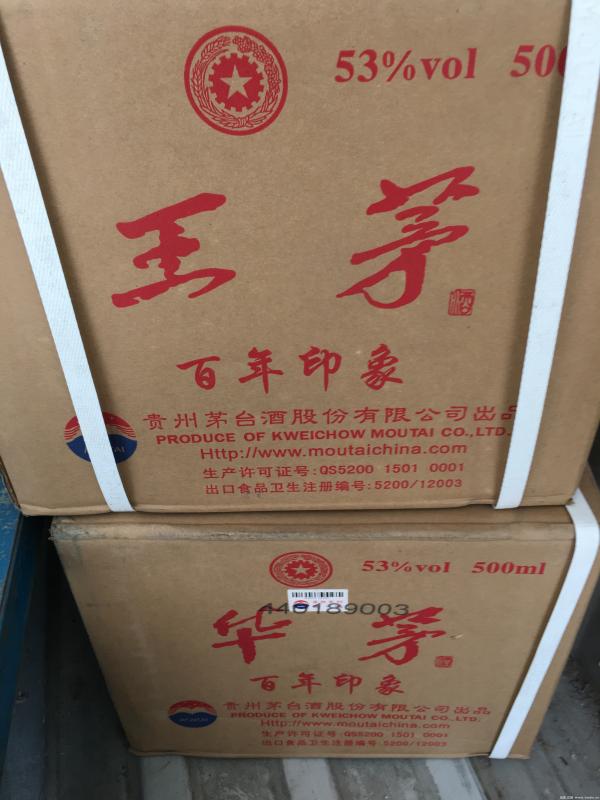 53%vol 50
王茅
百年印象
贵州茅台酒股份有限公司出品
PRODUCE OF KWEICHOW MOUTAI CO.,LTD.
Http://www.moutaichina.com
生产许可证号:QS5200 1501 0001
出口食品卫生注册编号:5200/12003
53%vol 500ml
440189003
华茅
百年印象
贵州茅台酒股份有限公司出品
MOUTAI
PRODUCE OF KWEICHOW MOUTAI CO.,LTD.
Http://www.moutaichina.com
生产许可证号:QS5200 1501 0001
出口食品卫生注册编号:5200/12003